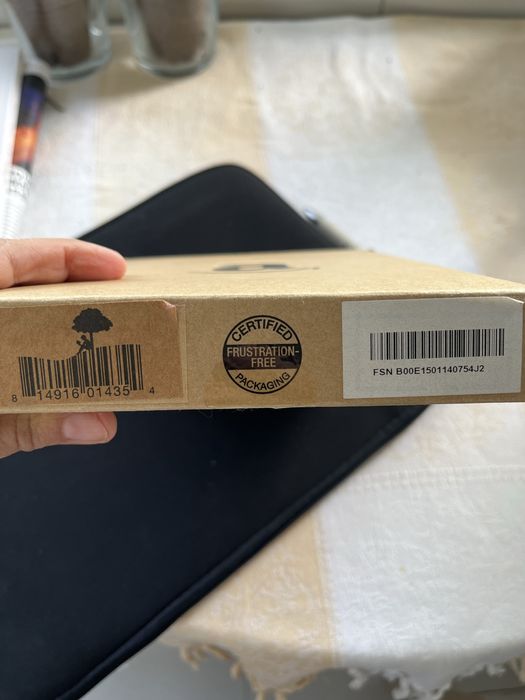 8 14916 01435 4
CERTIFIED
FRUSTRATION-
FREE
PACKAGING
FSN B00E1501140754J2